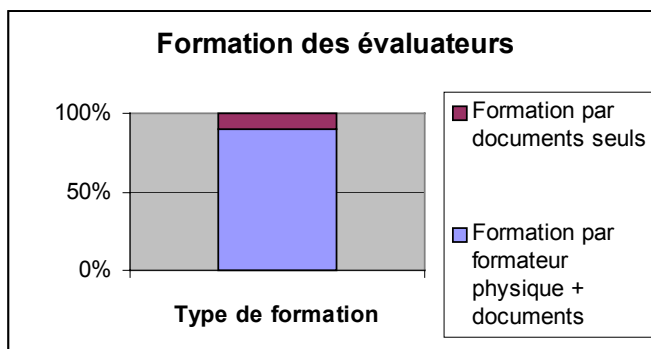 Formation des évaluateurs
100%
50%
0%
Type de formation
Formation par
documents seuls
Formation par
formateur
physique +
documents